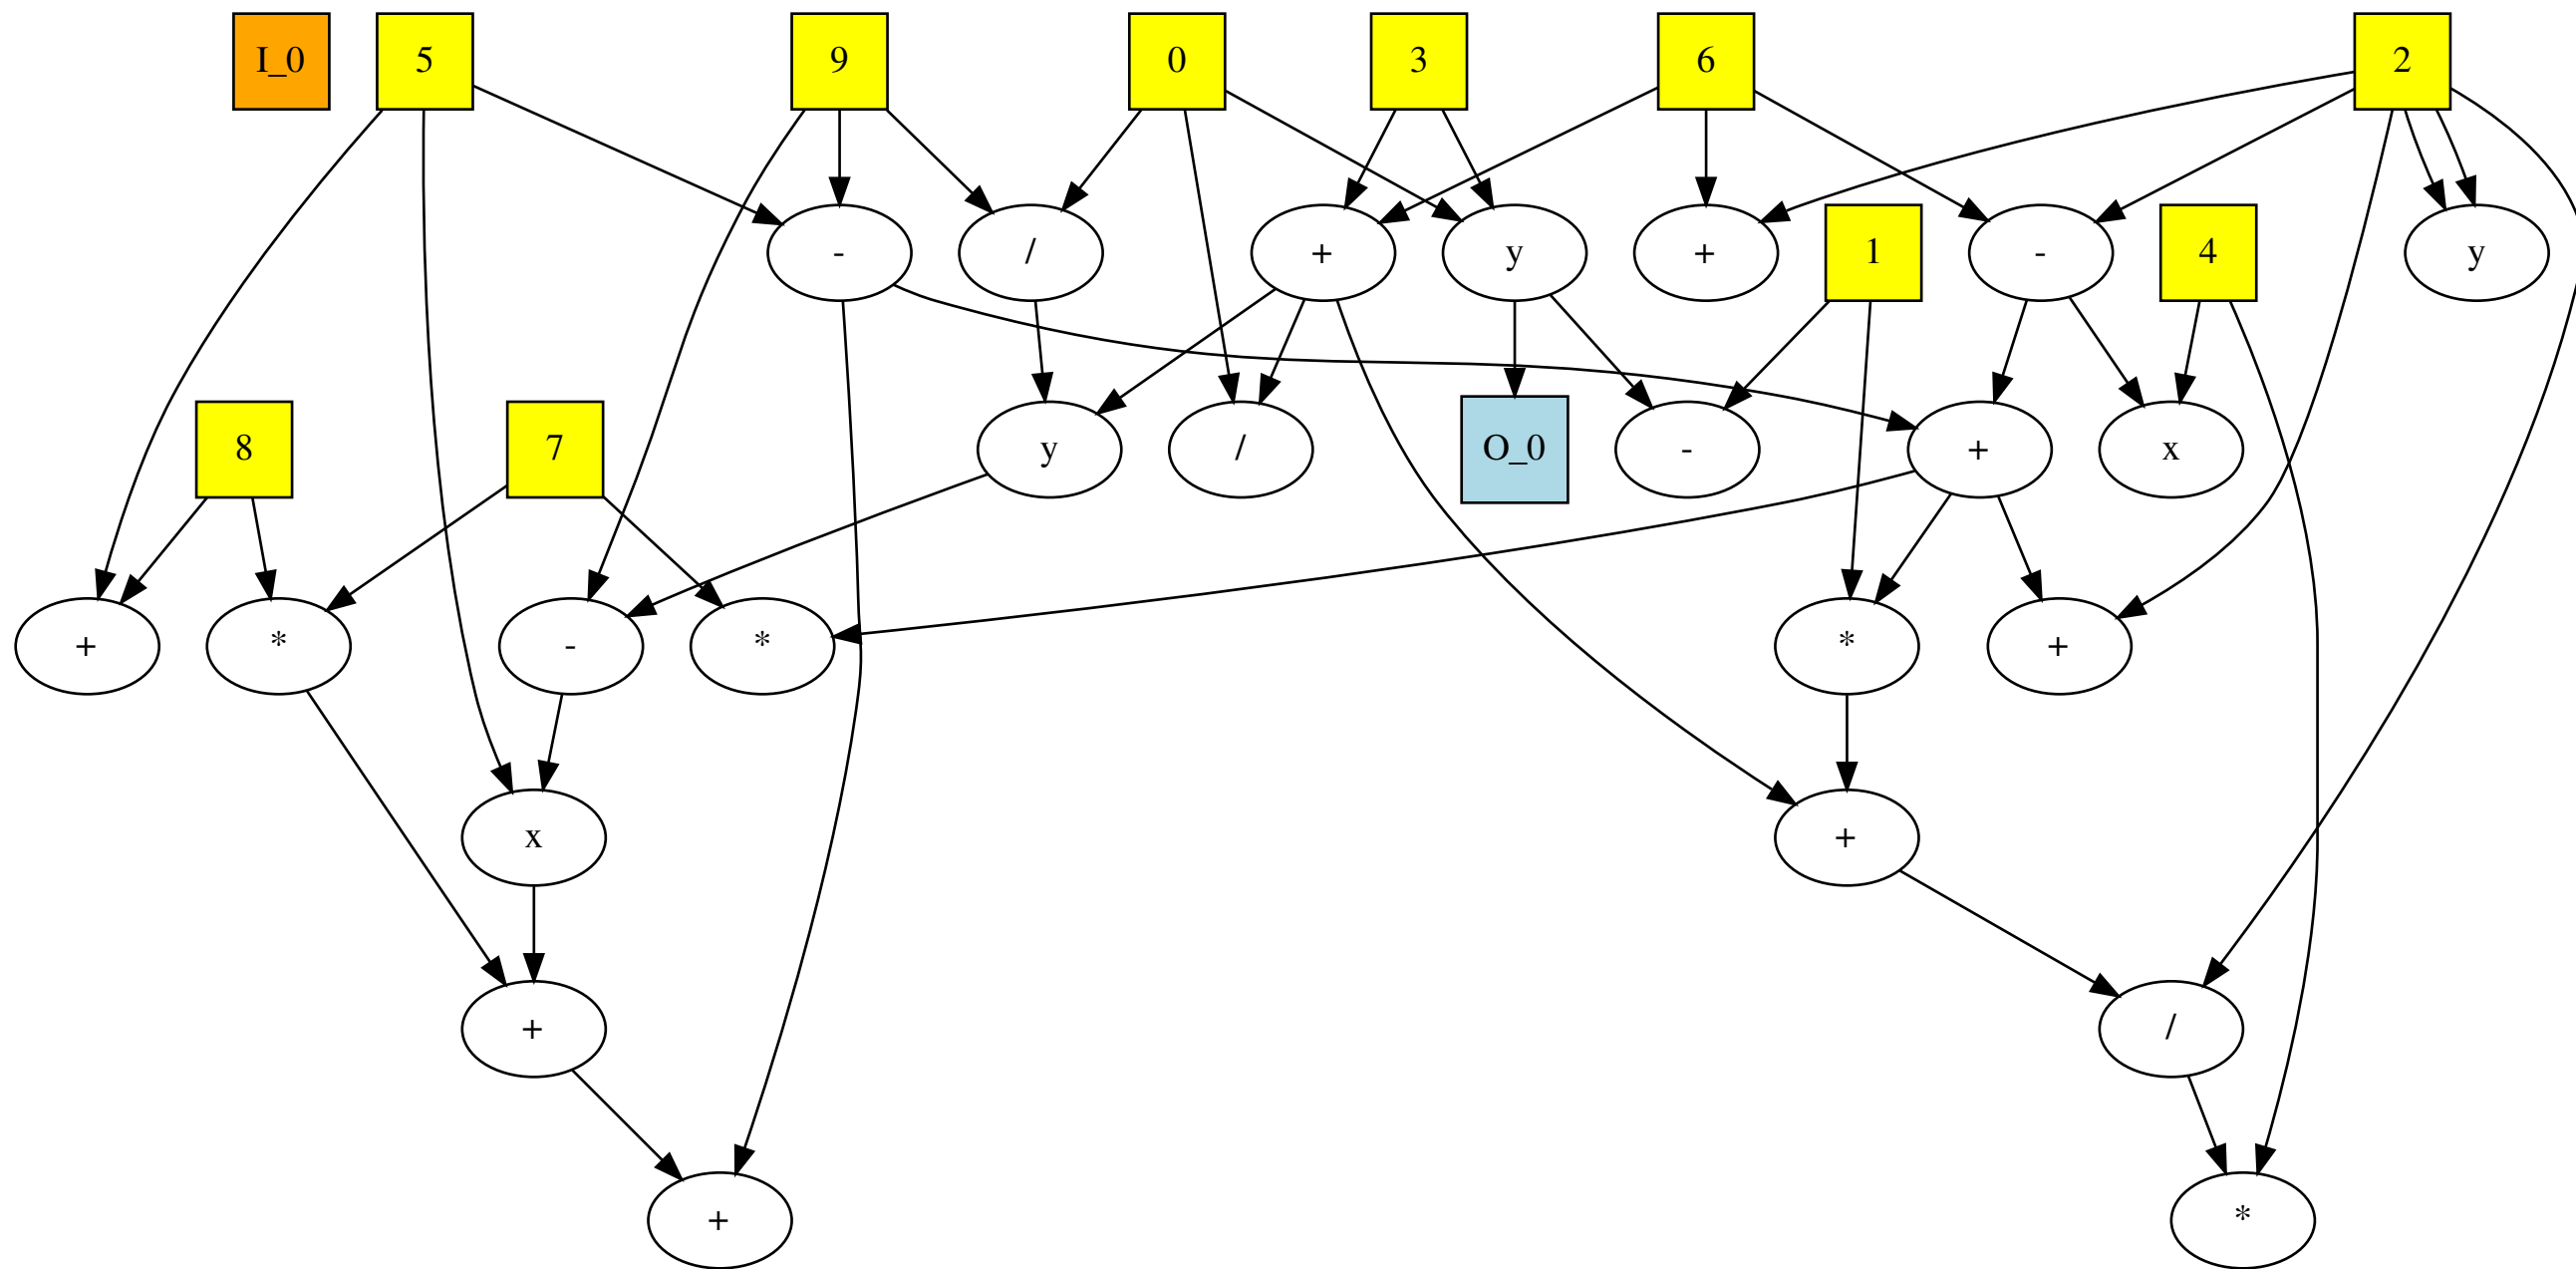 I_0 5 9 0 3 6 2
- / + y + 1 - 4 y
8 7 y / O_0 - + x
+ * - * * +
x +
+ /
+ *